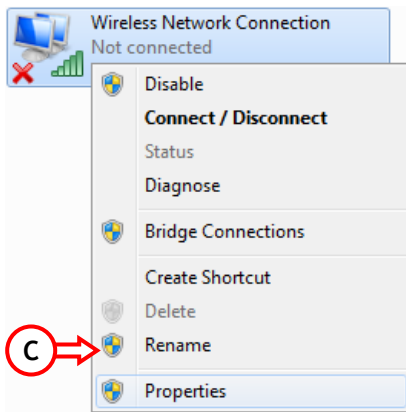 Wireless Network Connection
Not connected
Disable
Connect / Disconnect
Status
Diagnose
Bridge Connections
Create Shortcut
Delete
C
Rename
Properties